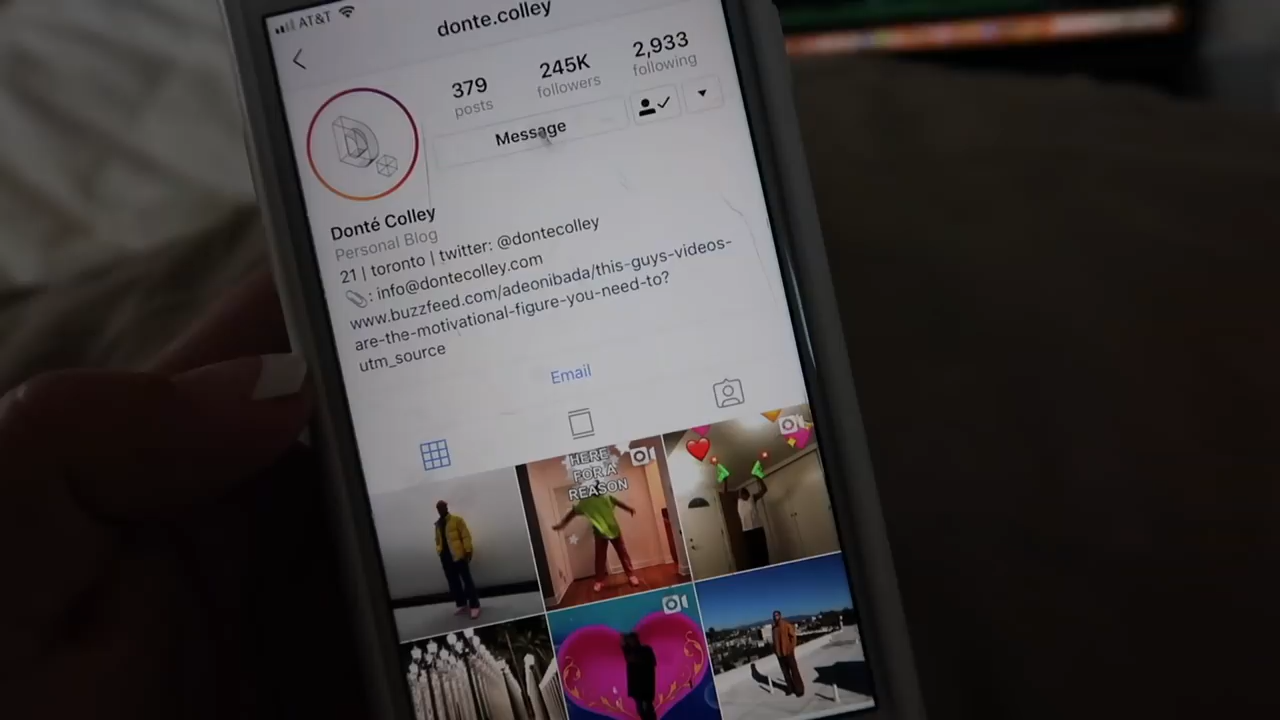 AT&T
donte.colley
379
posts
245K
followers
2,933
following
Message
Donté Colley
Personal Blog
21 | toronto | twitter: @dontecolley
: info@dontecolley.com
www.buzzfeed.com/adeonibada/this-guys-videos-
are-the-motivational-figure-you-need-to?
utm_source
Email
HERE
FOR A
REASON